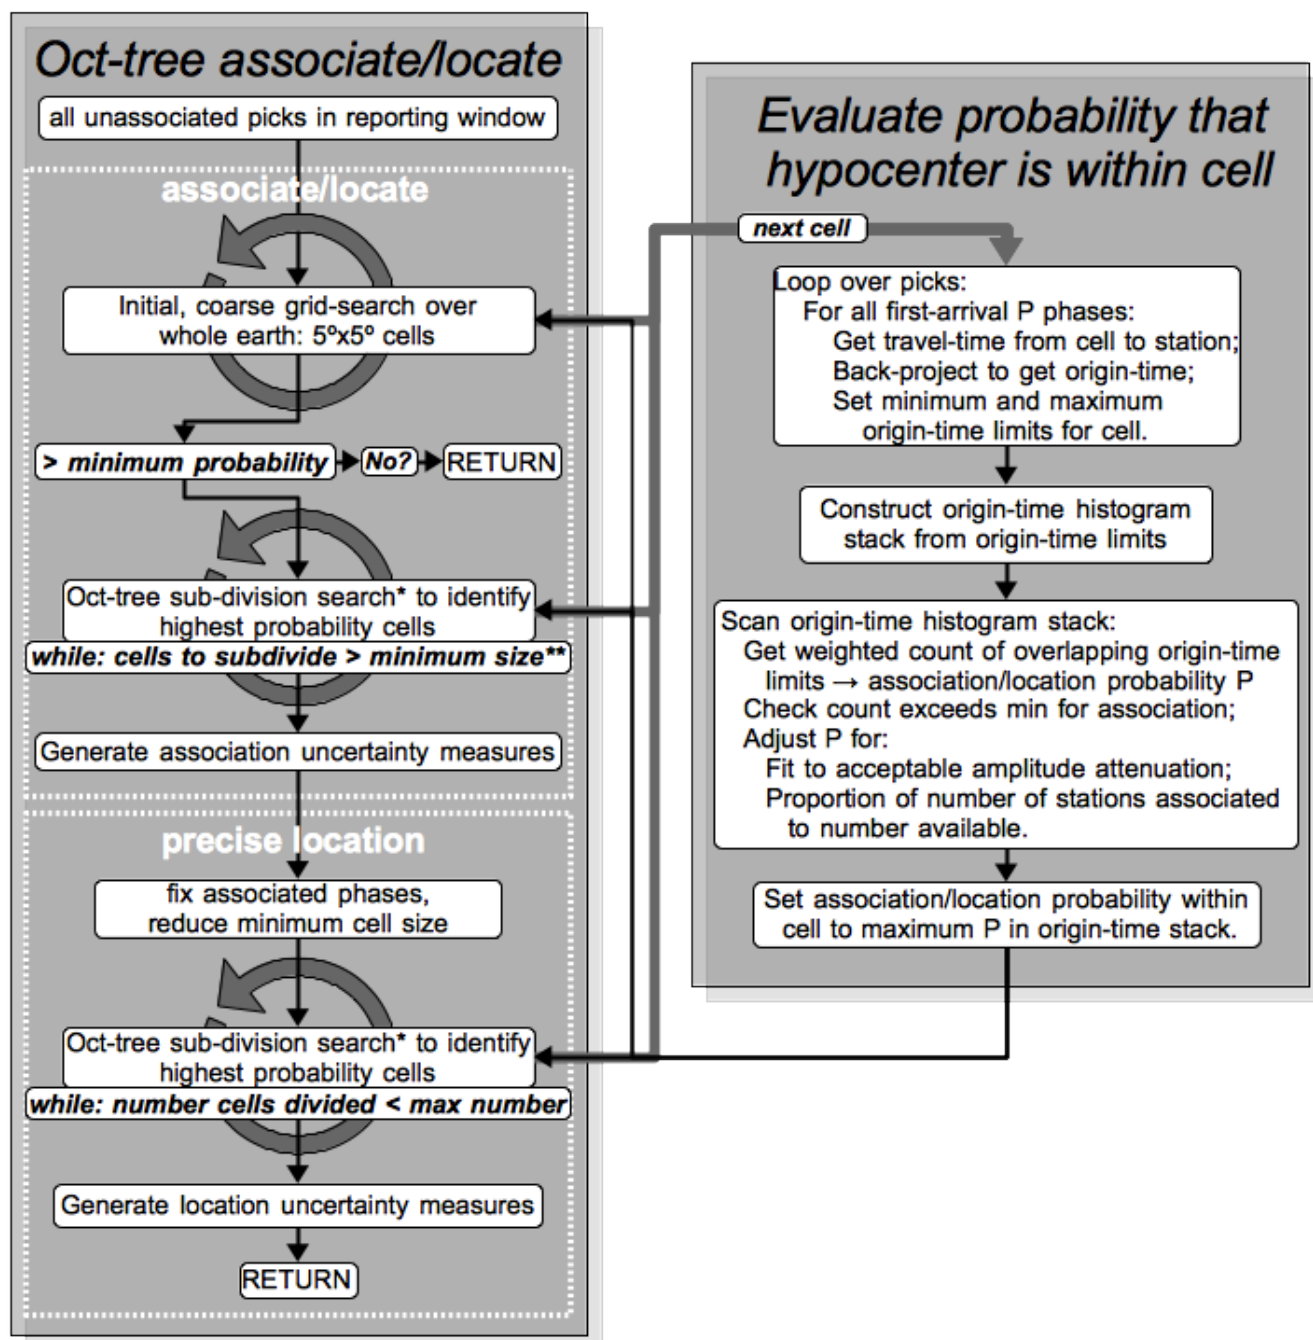 Oct-tree associate/locate
all unassociated picks in reporting window
associate/locate
Initial, coarse grid-search over
whole earth: 5ºx5º cells
> minimum probability
No?
RETURN
Oct-tree sub-division search* to identify
highest probability cells
while: cells to subdivide > minimum size**
Generate association uncertainty measures
precise location
fix associated phases,
reduce minimum cell size
Oct-tree sub-division search* to identify
highest probability cells
while: number cells divided < max number
Generate location uncertainty measures
RETURN
Evaluate probability that
hypocenter is within cell
next cell
Loop over picks:
For all first-arrival P phases:
Get travel-time from cell to station;
Back-project to get origin-time;
Set minimum and maximum
origin-time limits for cell.
Construct origin-time histogram
stack from origin-time limits
Scan origin-time histogram stack:
Get weighted count of overlapping origin-time
limits → association/location probability P
Check count exceeds min for association;
Adjust P for:
Fit to acceptable amplitude attenuation;
Proportion of number of stations associated
to number available.
Set association/location probability within
cell to maximum P in origin-time stack.